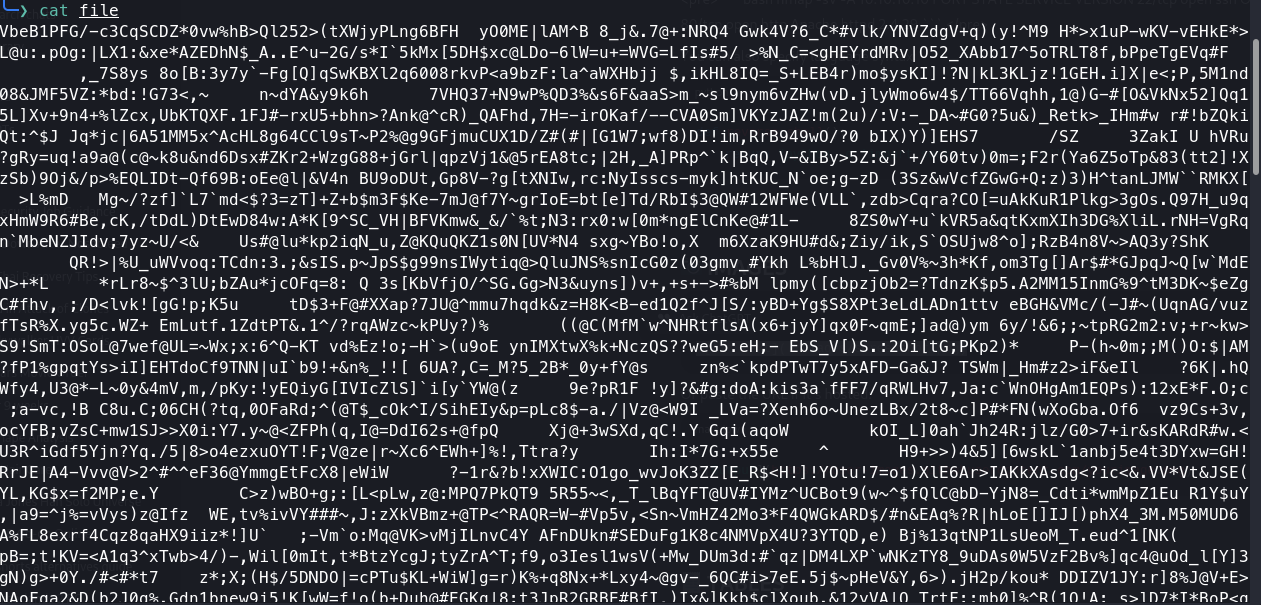 ❯ cat file
VbeB1PFG/-c3CqSCDZ*0vw%hB>Ql252>(tXWjyPLng6BFH  yO0ME|lAM^B 8_j&.7@+:NRQ4 Gwk4V?6_C*#vlk/YNVZdgV+q)(y!^M9 H*>x1uP-wKV-vEHkE*>
L@u:.pOg:|LX1:&xe*AZEDhN$_A..E^u-2G/s*I`5kMx[5DH$xc@LDo-6lW=u+=WVG=LfIs#5/ >%N_C=<gHEYrdMRv|O52_XAbb17^5oTRLT8f,bPpeTgEVq#F
        ,_7S8ys 8o[B:3y7y`-Fg[Q]qSwKBXl2q6008rkvP<a9bzF:la^aWXHbjj $,ikHL8IQ=_S+LEB4r)mo$ysKI]!?N|kL3KLjz!1GEH.i]X|e<;P,5M1nd
08&JMF5VZ:*bd:!G73<,~     n~dYA&y9k6h      7VHQ37+N9wP%QD3%&s6F&aaS>m_~sl9nym6vZHw(vD.jlyWmo6w4$/TT66Vqhh,1@)G-#[O&VkNx52]Qq1
5L]Xv+9n4+%lZcx,UbKTQXF.1FJ#-rxU5+bhn>?Ank@^cR)_QAFhd,7H=-irOKaf/--CVA0Sm]VKYzJAZ!m(2u)/:V:-_DA~#G0?5u&)_Retk>_IHm#w r#!bZQki
Qt:^$J Jq*jc|6A51MM5x^AcHL8g64CCl9sT~P2%@g9GFjmuCUX1D/Z#(#|[G1W7;wf8)DI!im,RrB949wO/?0 bIX)Y)]EHS7       /SZ     3ZakI U hVRu
?gRy=uq!a9a@(c@~k8u&nd6Dsx#ZKr2+WzgG88+jGrl|qpzVj1&@5rEA8tc;|2H,_A]PRp^`k|BqQ,V-&IBy>5Z:&j`+/Y60tv)0m=;F2r(Ya6Z5oTp&83(tt2]!X
zSb)9Oj&/p>%EQLIDt-Qf69B:oEe@l|&V4n BU9oDUt,Gp8V-?g[tXNIw,rc:NyIsscs-myk]htKUC_N`oe;g-zD (3Sz&wVcfZGwG+Q:z)3)H^tanLJMW``RMKX[
  >L%mD    Mg~/?zf]`L7`md<$?3=zT]+Z+b$m3F$Ke-7mJ@f7Y~grIoE=bt[e]Td/RbI$3@QW#12WFWe(VLL`,zdb>Cqra?CO[=uAkKuR1Plkg>3gOs.Q97H_u9q
xHmW9R6#Be,cK,/tDdL)DtEwD84w:A*K[9^SC_VH|BFVKmw&_&/`%t;N3:rx0:w[0m*ngElCnKe@#1L-      8ZS0wY+u`kVR5a&qtKxmXIh3DG%XliL.rNH=VgRq
n`MbeNZJIdv;7yz~U/<&    Us#@lu*kp2iqN_u,Z@KQuQKZ1s0N[UV*N4 sxg~YBo!o,X  m6XzaK9HU#d&;Ziy/ik,S`OSUjw8^o];RzB4n8V~>AQ3y?ShK
       QR!>|%U_uWVvoq:TCdn:3.;&sIS.p~JpS$g99nsIWytiq@>QluJNS%snIcG0z(03gmv_#Ykh L%bHlJ._Gv0V%~3h*Kf,om3Tg[]Ar$#*GJpqJ~Q[w`MdE
N>+*L     *rLr8~$^3lU;bZAu*jcOFq=8: Q 3s[KbVfjO/^SG.Gg>N3&uyns])v+,+s+->#%bM lpmy([cbpzjOb2=?TdnzK$p5.A2MM15InmG%9^tM3DK~$eZg
C#fhv, ;/D<lvk![gG!p;K5u      tD$3+F@#XXap?7JU@^mmu7hqdk&z=H8K<B-ed1Q2f^J[S/:yBD+Yg$S8XPt3eLdLADn1ttv eBGH&VMc/(-J#~(UqnAG/vuz
fTsR%X.yg5c.WZ+ EmLutf.1ZdtPT&.1^/?rqAWzc~kPUy?)%        ((@C(MfM`w^NHRtflsA(x6+jyY]qx0F~qmE;]ad@)ym 6y/!&6;;~tpRG2m2:v;+r~kw>
S9!SmT:OSoL@7wef@UL=~Wx;x:6^Q-KT vd%Ez!o;-H`>(u9oE ynIMXtwX%k+NczQS??weG5:eH;- EbS_V[)S.:2Oi[tG;PKp2)*      P-(h~0m;;M()O:$|AM
?fP1%gpqtYs>iI]EHTdoCf9TNN|uI`b9!+&n%_!![ 6UA?,C=_M?5_2B*_0y+fY@s     zn%<`kpdPTwT7y5xAFD-Ga&J? TSWm|_Hm#z2>iF&eIl    ?6K|.hQ
Wfy4,U3@*-L~0y&4mV,m,/pKy:!yEQiyG[IVIcZlS]`i[y`YW@(z      9e?pR1F !y]?&#g:doA:kis3a`fFF7/qRWLHv7,Ja:c`WnOHgAm1EQPs):12xE*F.O;c
 ;a-vc,!B C8u.C;06CH(?tq,0OFaRd;^(@T$_cOk^I/SihEIy&p=pLc8$-a./|Vz@<W9I _LVa=?Xenh6o~UnezLBx/2t8~c]P#*FN(wXoGba.Of6  vz9Cs+3v,
ocYFB;vZsC+mw1SJ>>X0i:Y7.y~@<ZFPh(q,I@=DdI62s+@fpQ      Xj@+3wSXd,qC!.Y Gqi(aqoW         kOI_L]0ah`Jh24R:jlz/G0>7+ir&sKARdR#w.<
U3R^iGdf5Yjn?Yq./5|8>o4ezxuOYT!F;V@ze|r~Xc6^EWh+]%!,Ttra?y       Ih:I*7G:+x55e    ^       H9+>>)4&5][6wskL`1anbj5e4t3DYxw=GH!
RrJE|A4-Vvv@V>2^#^^eF36@YmmgEtFcX8|eWiW      ?-1r&?b!xXWIC:O1go_wvJoK3ZZ[E_R$<H!]!YOtu!7=o1)XlE6Ar>IAKkXAsdg<?ic<&.VV*Vt&JSE(
YL,KG$x=f2MP;e.Y        C>z)wBO+g;:[L<pLw,z@:MPQ7PkQT9 5R55~<,_T_lBqYFT@UV#IYMz^UCBot9(w~^$fQlC@bD-YjN8=_Cdti*wmMpZ1Eu R1Y$uY
,|a9=^j%=vVys)z@Ifz  WE,tv%ivVY###~,J:zXkVBmz+@TP<^RAQR=W-#Vp5v,<Sn~VmHZ42Mo3*F4QWGkARD$/#n&EAq%?R|hLoE[]IJ[)phX4_3M.M50MUD6
A%FL8exrf4Cqz8qaHX9iiz*!]U`   ;-Vm`o:Mq@VK>vMjILnvC4Y AFnDUkn#SEDuFg1K8c4NMVpX4U?3YTQD,e) Bj%13qtNP1LsUeoM_T.eud^1[NK(
pB=;t!KV=<A1q3^xTwb>4/)-,Wil[0mIt,t*BtzYcgJ;tyZrA^T;f9,o3Iesl1wsV(+Mw_DUm3d:#`qz|DM4LXP`wNKzTY8_9uDAs0W5VzF2Bv%]qc4@uOd_l[Y]3
gN)g>+0Y./#<#*t7    z*;X;(H$/5DNDO|=cPTu$KL+WiW]g=r)K%+q8Nx+*Lxy4~@gv-_6QC#i>7eE.5j$~pHeV&Y,6>).jH2p/kou* DDIZV1JY:r]8%J@V+E>